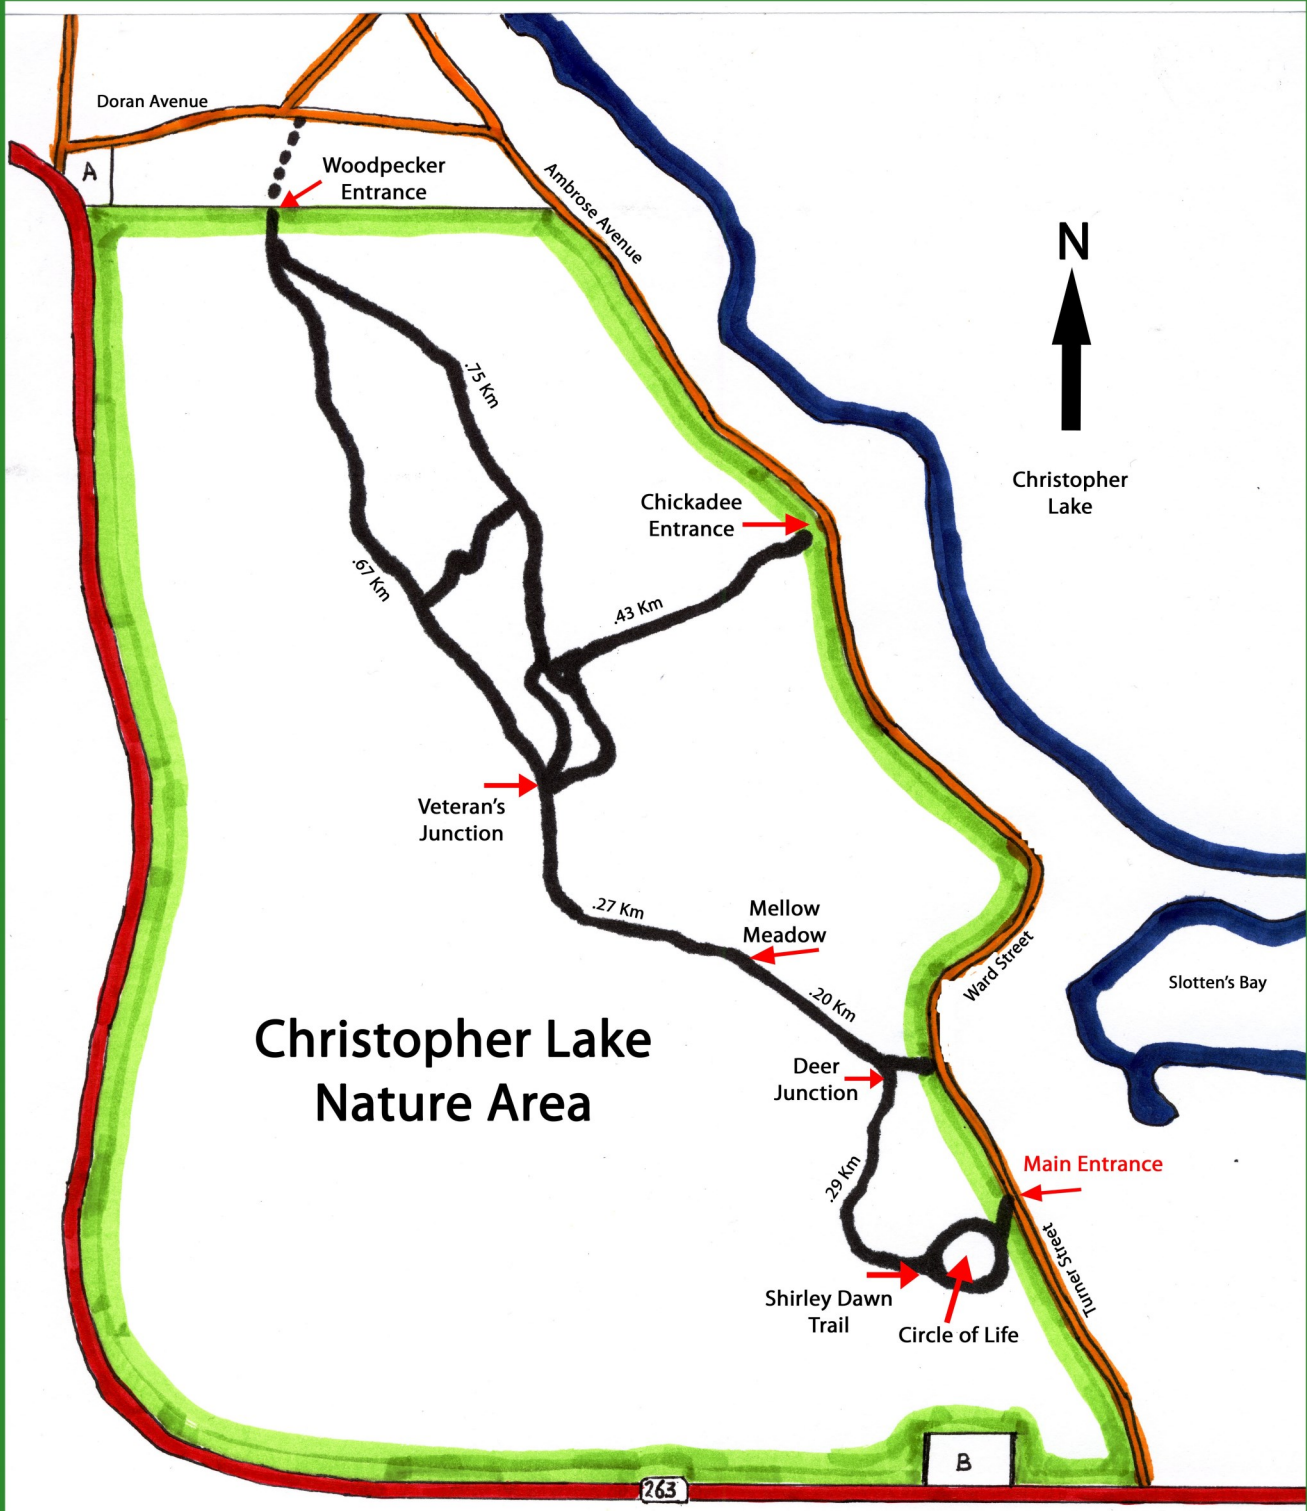 Doran Avenue
A
Woodpecker
Entrance
Ambrose Avenue
N
.75 Km
Christopher
Lake
Chickadee
Entrance
.67 Km
.43 Km
Veteran's
Junction
.27 Km
Mellow
Meadow
Ward Street
Slotten's Bay
.20 Km
Christopher Lake
Nature Area
Deer
Junction
Main Entrance
.29 Km
Turner Street
Shirley Dawn
Trail
Circle of Life
B
263